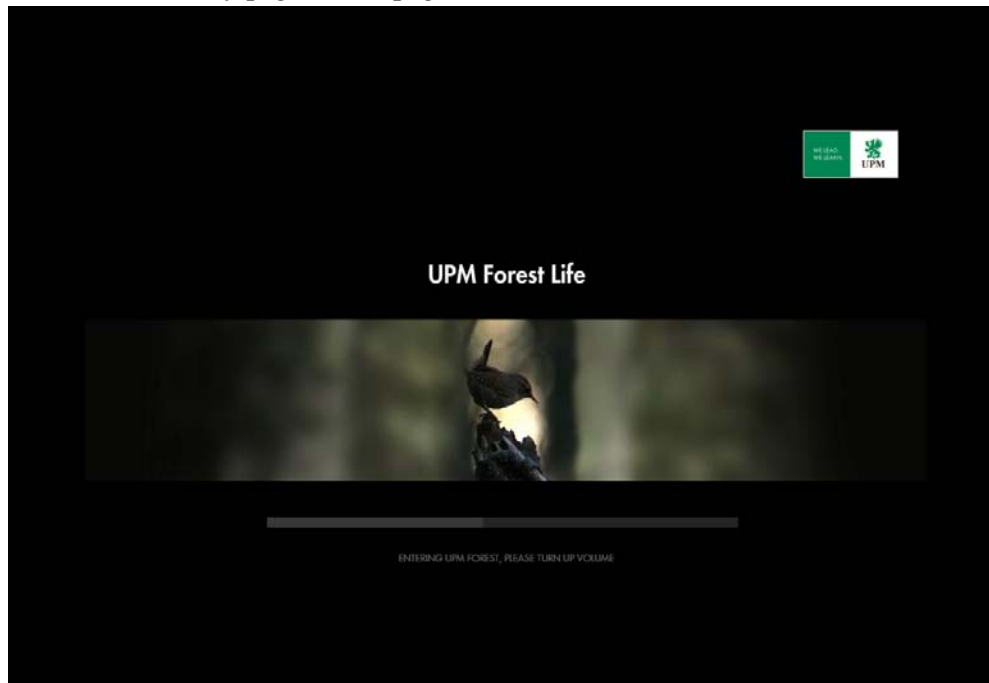 WE LEAD.
WE LEARN.
UPM
UPM Forest Life
ENTERING UPM FOREST, PLEASE TURN UP VOLUME